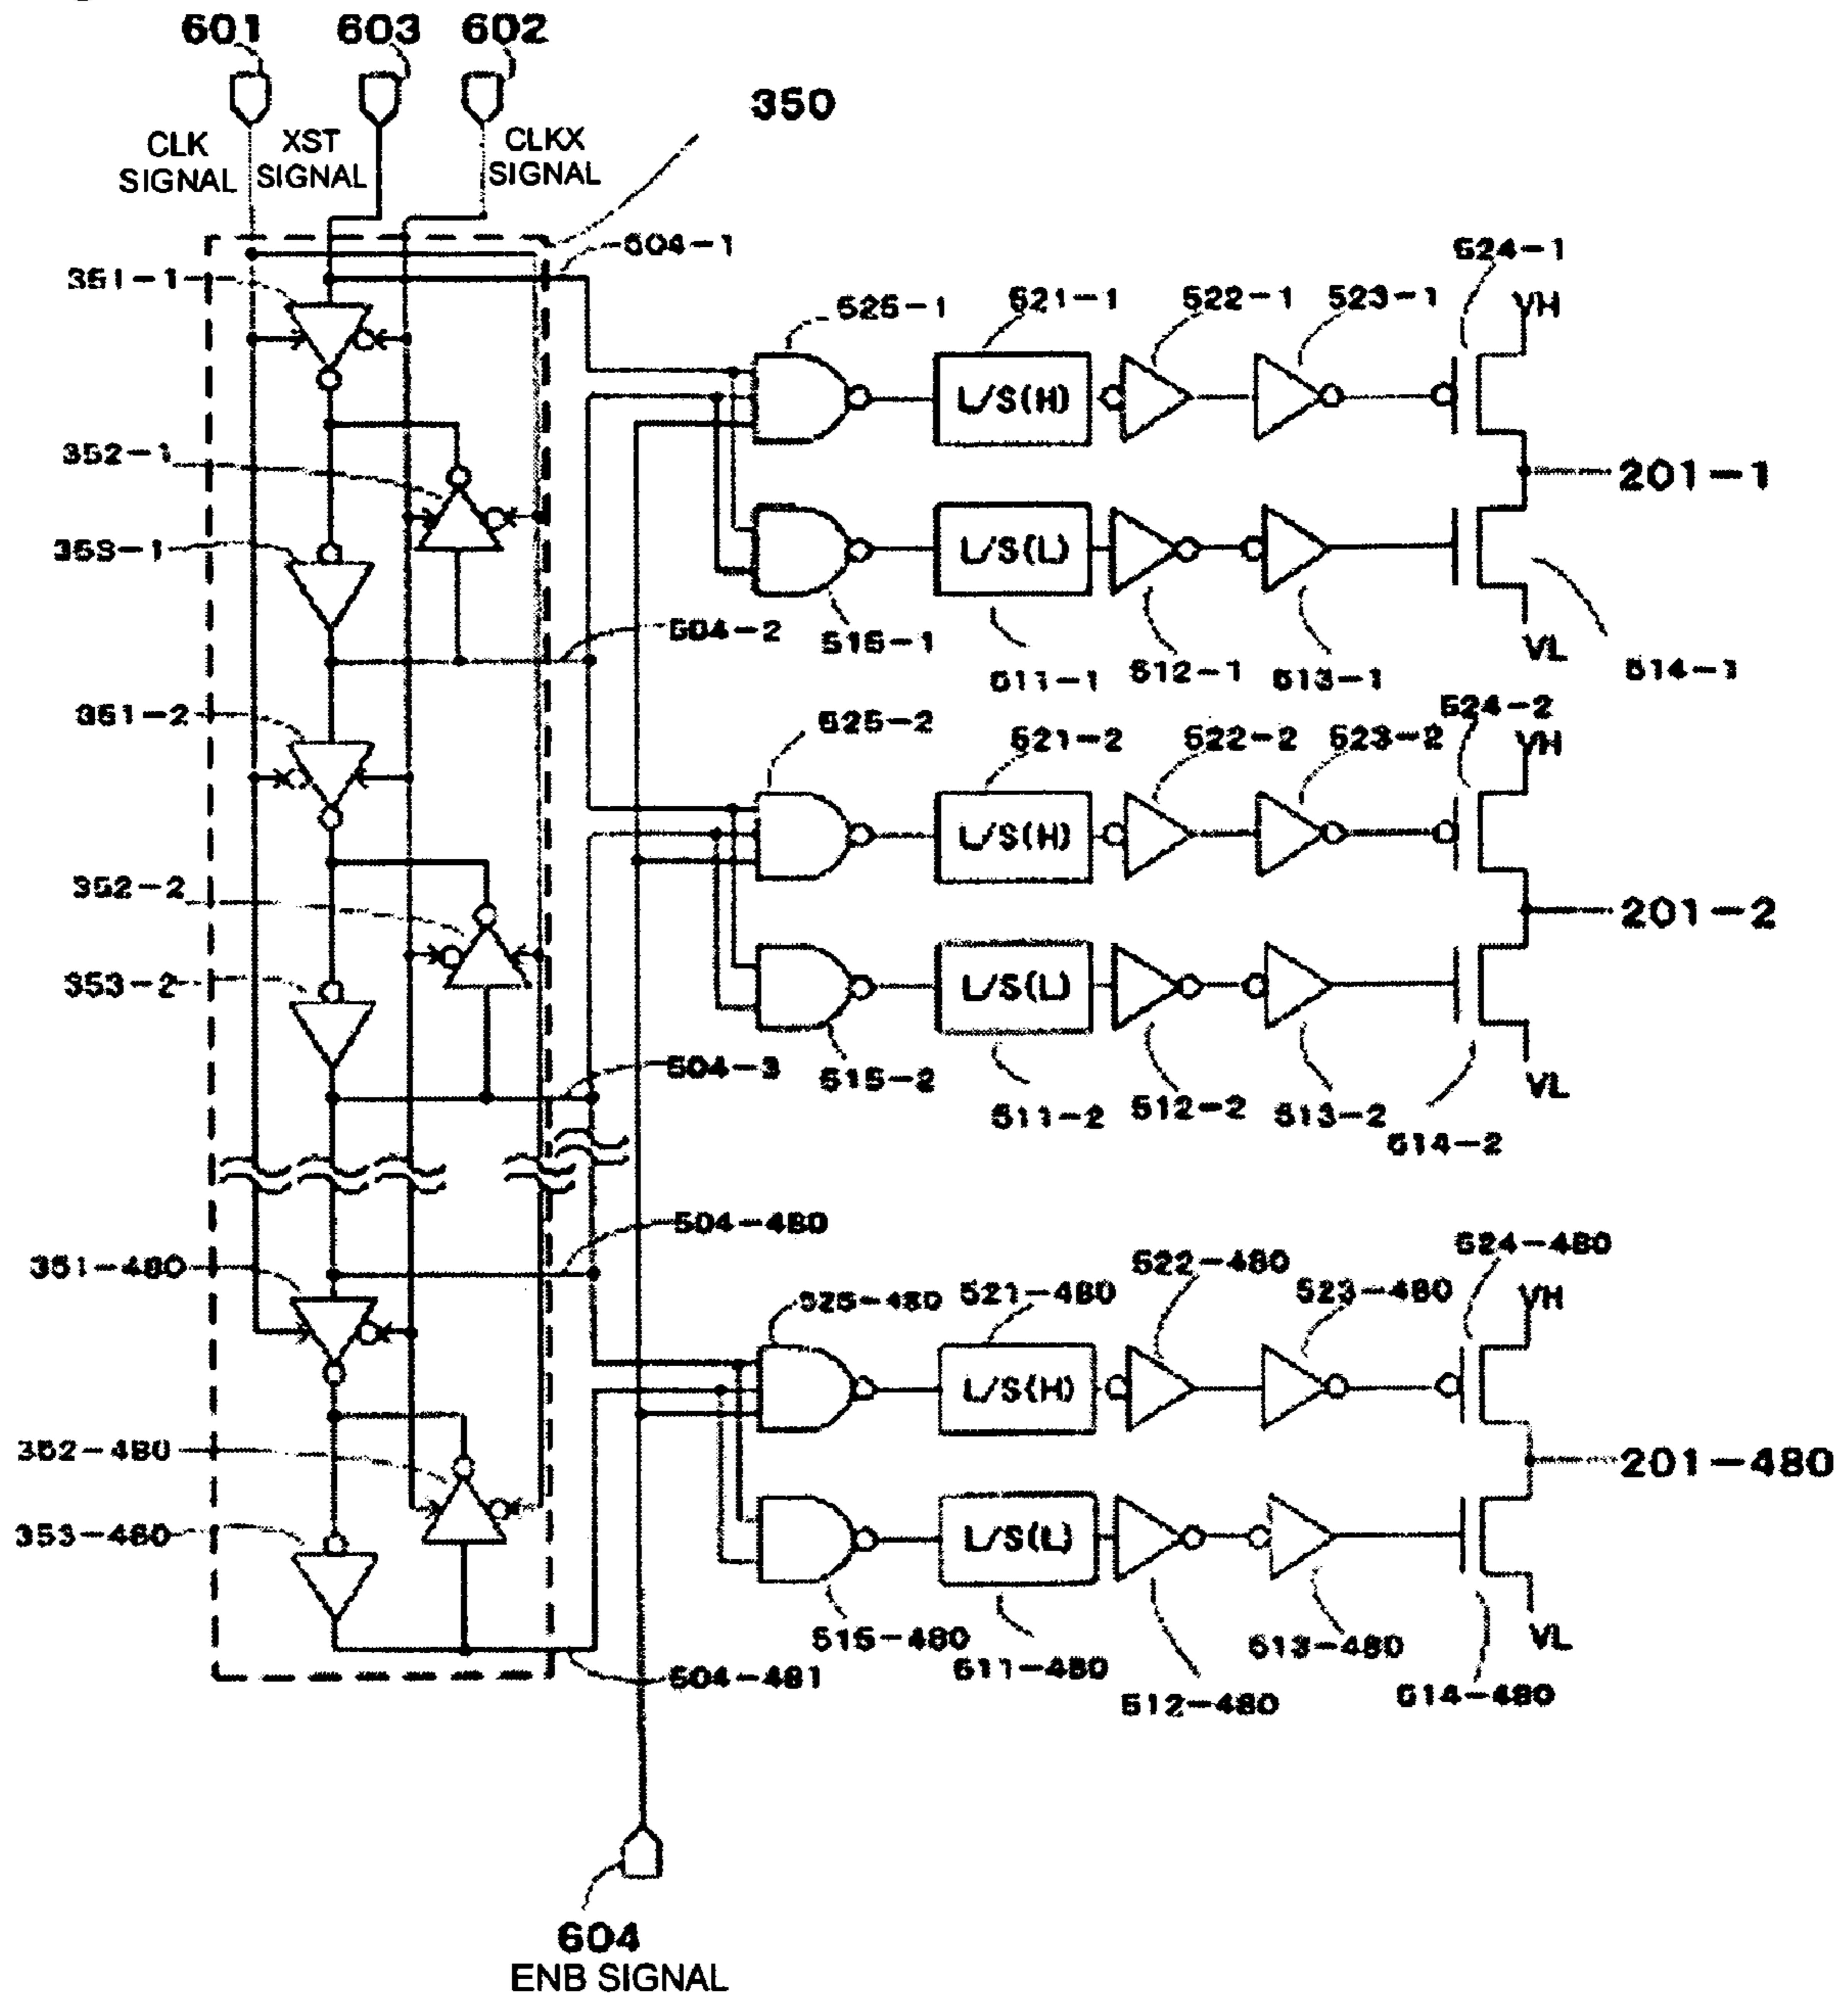 601 603 602
350
CLK SIGNAL
XST SIGNAL
CLKX SIGNAL
504-1
351-1
524-1
VH
525-1
521-1
522-1
523-1
L/S(H)
352-1
201-1
353-1
L/S(L)
504-2
515-1
511-1
512-1
513-1
VL
514-1
351-2
525-2
521-2
522-2
523-2
524-2
VH
L/S(H)
352-2
201-2
353-2
L/S(L)
504-3
515-2
511-2
512-2
513-2
514-2
VL
504-480
351-480
525-480
521-480
522-480
523-480
524-480
VH
L/S(H)
352-480
201-480
353-480
L/S(L)
504-481
515-480
511-480
512-480
513-480
514-480
VL
604
ENB SIGNAL